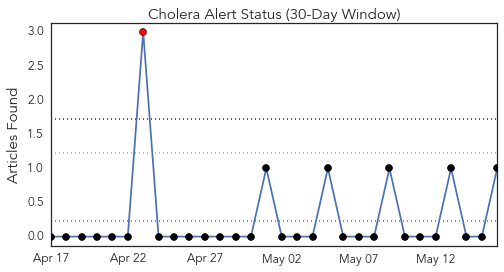 Cholera Alert Status (30-Day Window)
Articles Found
3.0
2.5
2.0
1.5
1.0
0.5
0.0
Apr 17
Apr 22
Apr 27
May 02
May 07
May 12